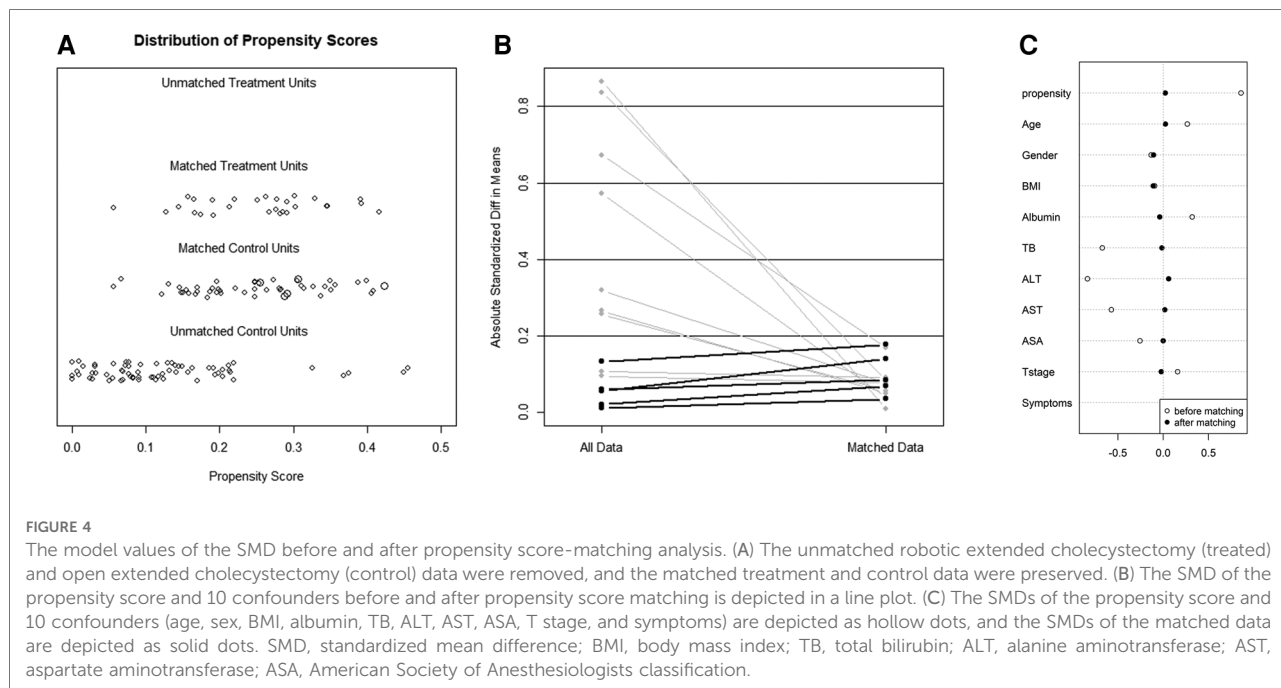 A
Distribution of Propensity Scores
Unmatched Treatment Units
Matched Treatment Units
Matched Control Units
Unmatched Control Units
0.0 0.1 0.2 0.3 0.4 0.5
Propensity Score
B
Absolute Standardized Diff in Means
0.8
0.6
0.4
0.2
0.0
All Data
Matched Data
C
propensity
Age
Gender
BMI
Albumin
TB
ALT
AST
ASA
Tstage
Symptoms
before matching
after matching
-0.5 0.0 0.5
FIGURE 4
The model values of the SMD before and after propensity score-matching analysis. (A) The unmatched robotic extended cholecystectomy (treated)
and open extended cholecystectomy (control) data were removed, and the matched treatment and control data were preserved. (B) The SMD of the
propensity score and 10 confounders before and after propensity score matching is depicted in a line plot. (C) The SMDs of the propensity score and
10 confounders (age, sex, BMI, albumin, TB, ALT, AST, ASA, T stage, and symptoms) are depicted as hollow dots, and the SMDs of the matched data
are depicted as solid dots. SMD, standardized mean difference; BMI, body mass index; TB, total bilirubin; ALT, alanine aminotransferase; AST,
aspartate aminotransferase; ASA, American Society of Anesthesiologists classification.